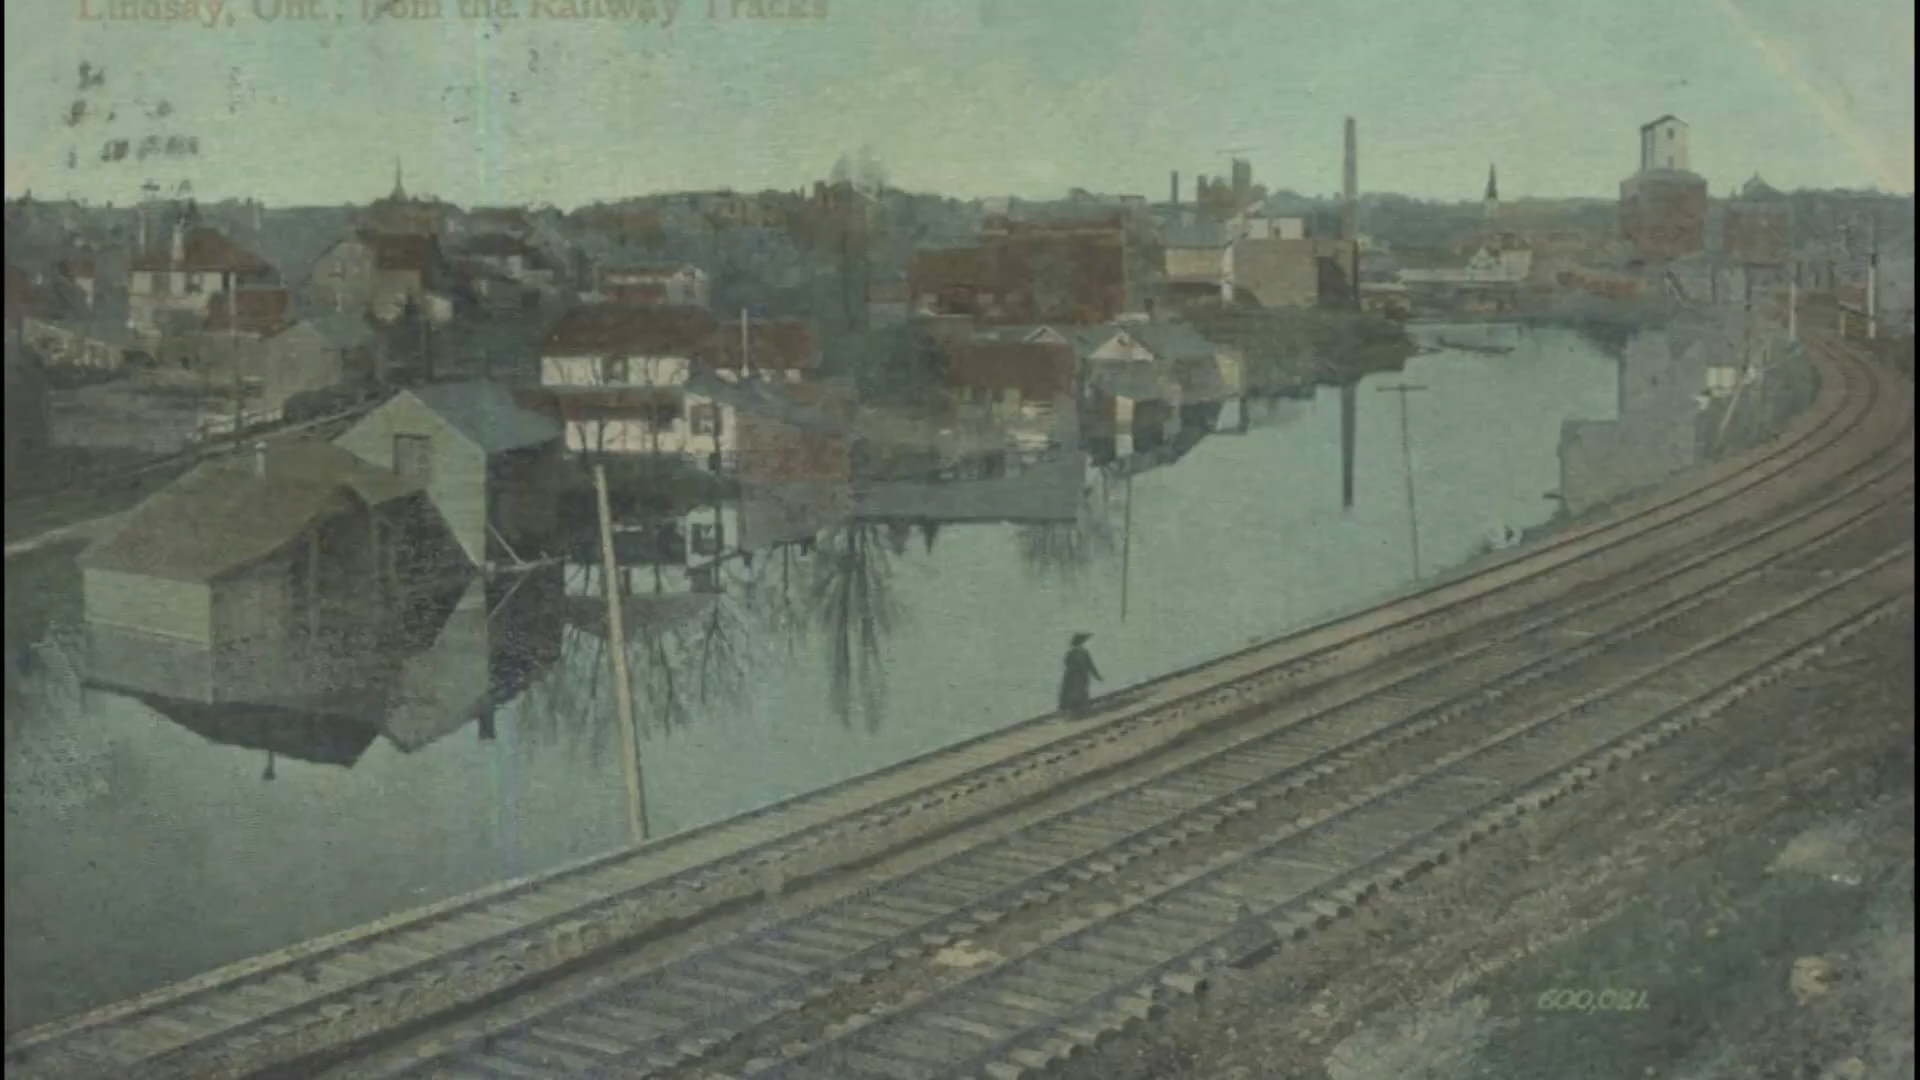 Lindsay, Ont., from the Railway Tracks
600,021.